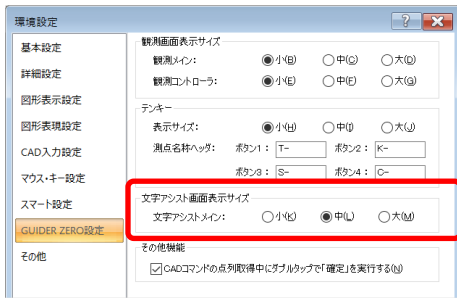 環境設定
基本設定
詳細設定
図形表示設定
図形表現設定
CAD入力設定
マウス・キー設定
スマート設定
GUIDER ZERO設定
その他
観測画面表示サイズ
観測メイン: 小(B) 中(C) 大(D)
観測コントローラ: 小(E) 中(F) 大(G)
テンキー
表示サイズ: 小(H) 中(I) 大(J)
測点名称ヘッダ: ボタン1: T- ボタン2: K-
ボタン3: S- ボタン4: C-
文字アシスト画面表示サイズ
文字アシストメイン: 小(K) 中(L) 大(M)
その他機能
CADコマンドの点列取得中にダブルタップで「確定」を実行する(N)